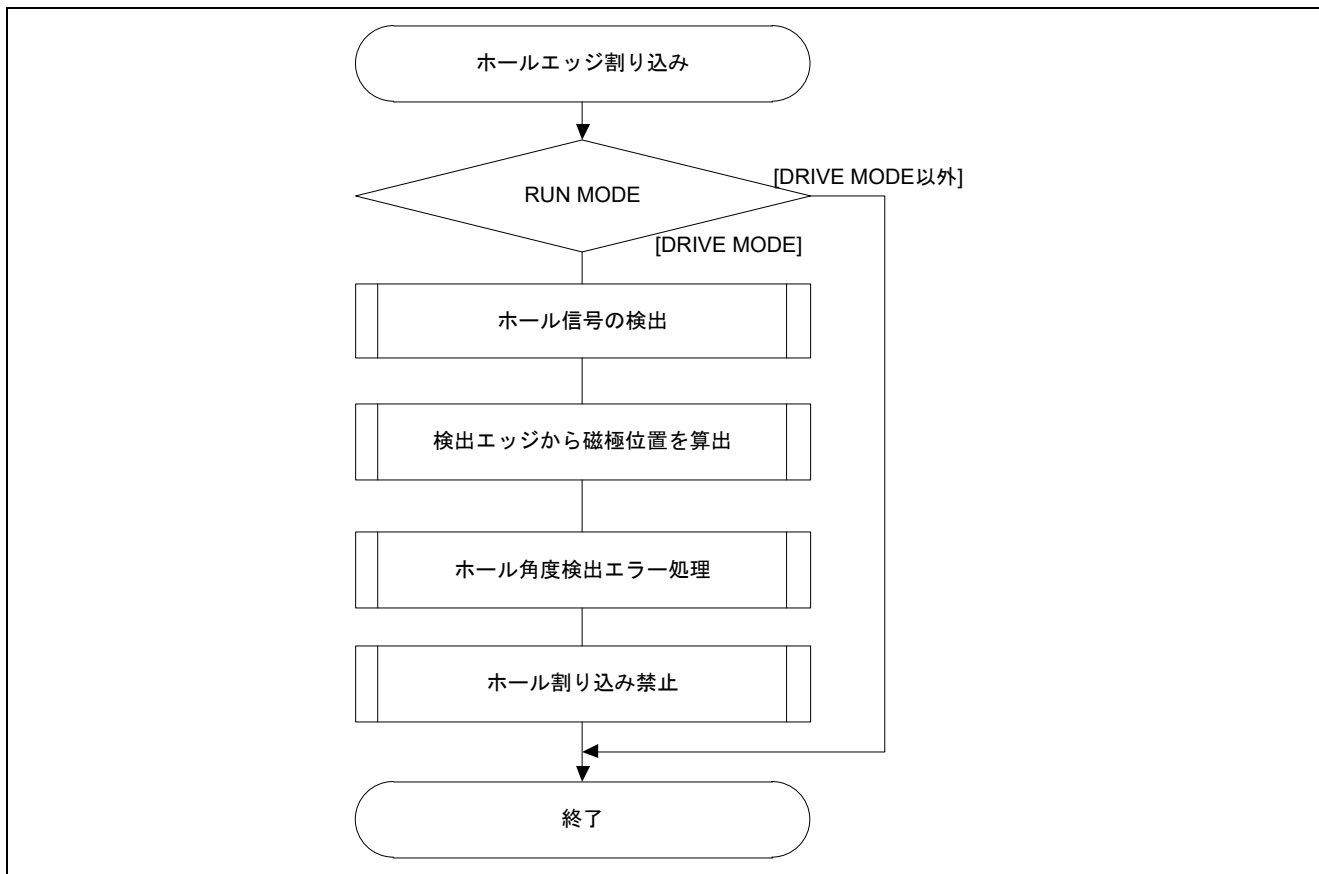 ホールエッジ割り込み
RUN MODE
[DRIVE MODE以外]
[DRIVE MODE]
ホール信号の検出
検出エッジから磁極位置を算出
ホール角度検出エラー処理
ホール割り込み禁止
終了